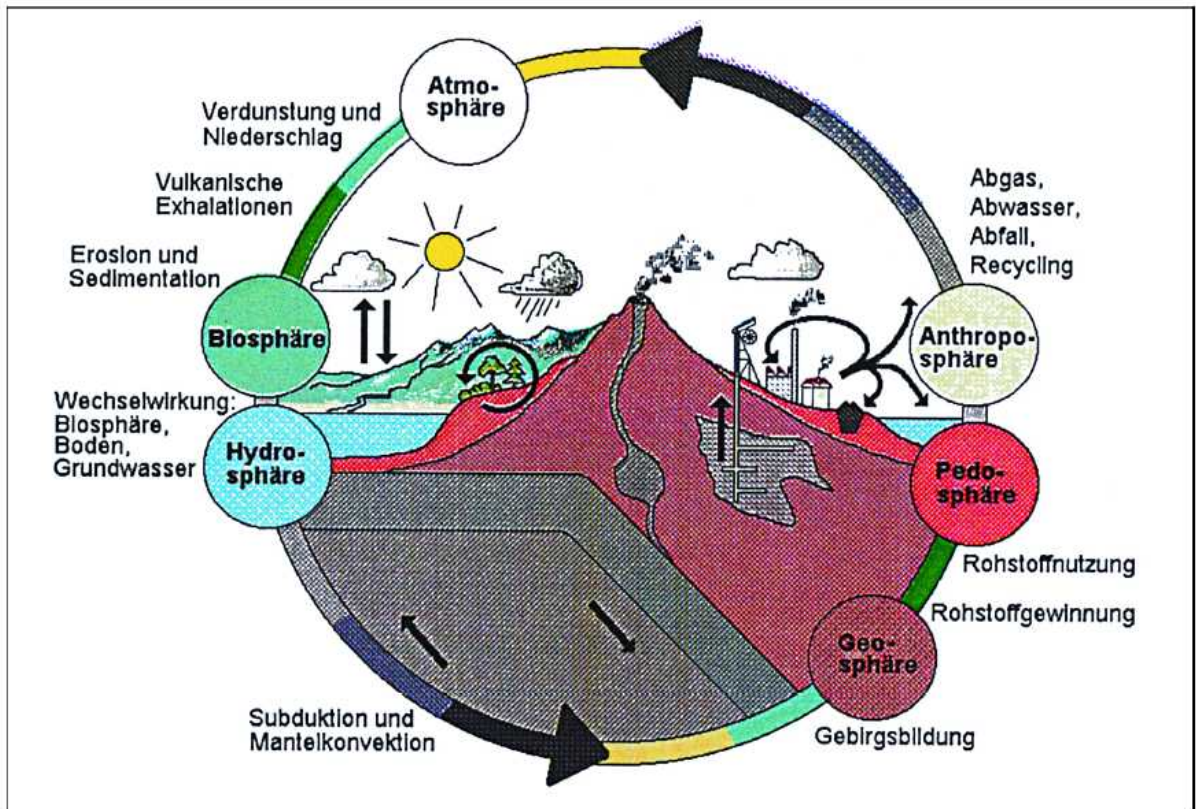 Atmo-
sphäre
Verdunstung und
Niederschlag
Vulkanische
Exhalationen
Erosion und
Sedimentation
Biosphäre
Wechselwirkung:
Biosphäre,
Boden,
Grundwasser
Hydro-
sphäre
Subduktion und
Mantelkonvektion
Abgas,
Abwasser,
Abfall,
Recycling
Anthropo-
sphäre
Pedo-
sphäre
Rohstoffnutzung
Rohstoffgewinnung
Geo-
sphäre
Gebirgsbildung